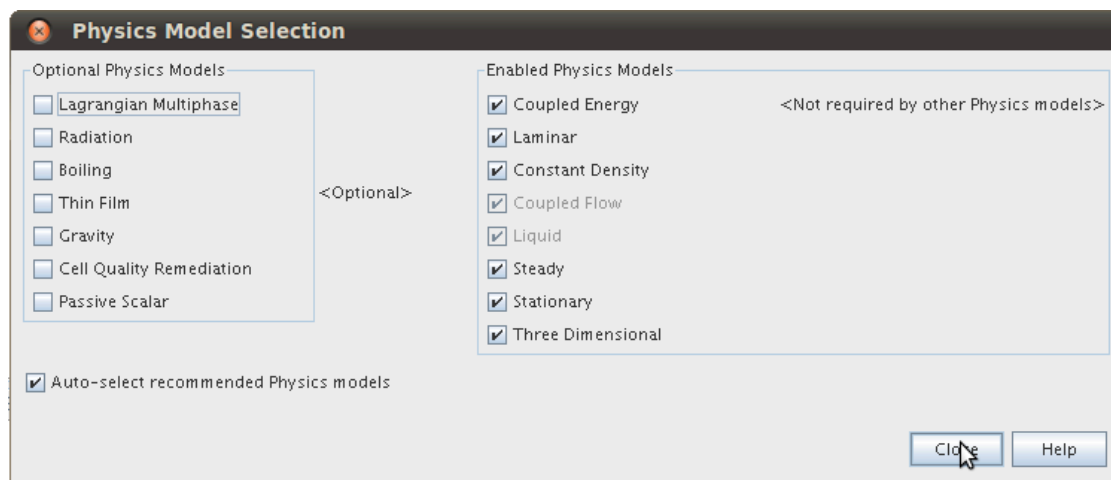 Physics Model Selection
Optional Physics Models
Lagrangian Multiphase
Radiation
Boiling
Thin Film
Gravity
Cell Quality Remediation
Passive Scalar
<Optional>
Enabled Physics Models
Coupled Energy <Not required by other Physics models>
Laminar
Constant Density
Coupled Flow
Liquid
Steady
Stationary
Three Dimensional
Auto-select recommended Physics models
Close Help